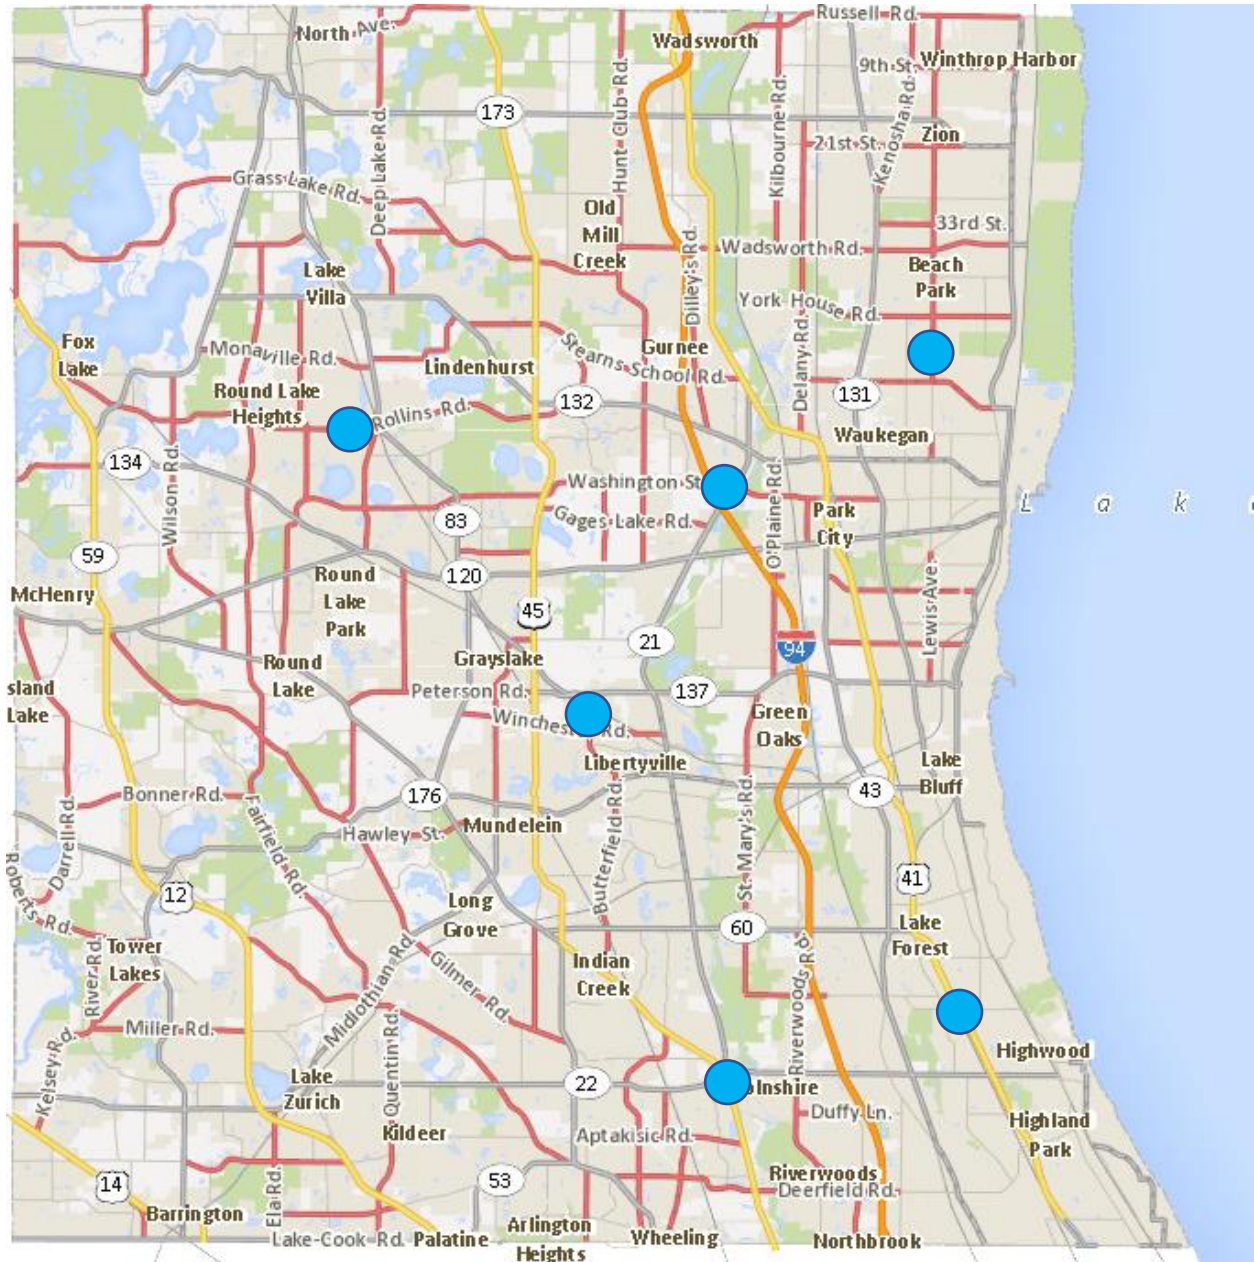 Russell Rd.
North Ave.
Wadsworth
9th St.
Winthrop Harbor
173
Deep Lake Rd.
Hunt Club Rd.
Kilbourne Rd.
Kenosha Rd.
21st St.
Zion
Grass Lake Rd.
Old
Mill
Creek
33rd St.
Dilley's Rd.
Wadsworth Rd.
Lake
Villa
Beach
Park
York House Rd.
Fox
Lake
Monaville Rd.
Lindenhurst
Stearns School Rd.
Gurnee
Delany Rd.
Round Lake
Heights
Rollins Rd.
132
131
Waukegan
134
Wilson Rd.
Washington St
O'Plaine Rd.
83
Gages Lake Rd.
Park
City
L a k
59
McHenry
Round
Lake
Park
120
45
21
94
Lewis Ave.
Round
Lake
Grayslake
sland
Lake
Peterson Rd.
137
Winches Rd.
Green
Oaks
Libertyville
Lake
Bluff
Bonner Rd.
176
43
Darrell Rd.
Fairfield Rd.
Hawley St.
Mundelein
Butterfield Rd.
St. Mary's Rd.
Roberts Rd.
12
Long
Grove
41
60
Lake
Forest
Tower
Lakes
River Rd.
Midlothian Rd.
Gilmer Rd.
Indian
Creek
Riverwoods Rd.
Miller Rd.
Kelsey Rd.
Quentin Rd.
Highwood
Lake
Zurich
22
olnshire
Duffy Ln.
Kildeer
Aptakisic Rd.
Highland
Park
14
53
Riverwoods
Deerfield Rd.
Barrington
Ela Rd.
Lake-Cook Rd.
Palatine
Arlington
Heights
Wheeling
Northbrook